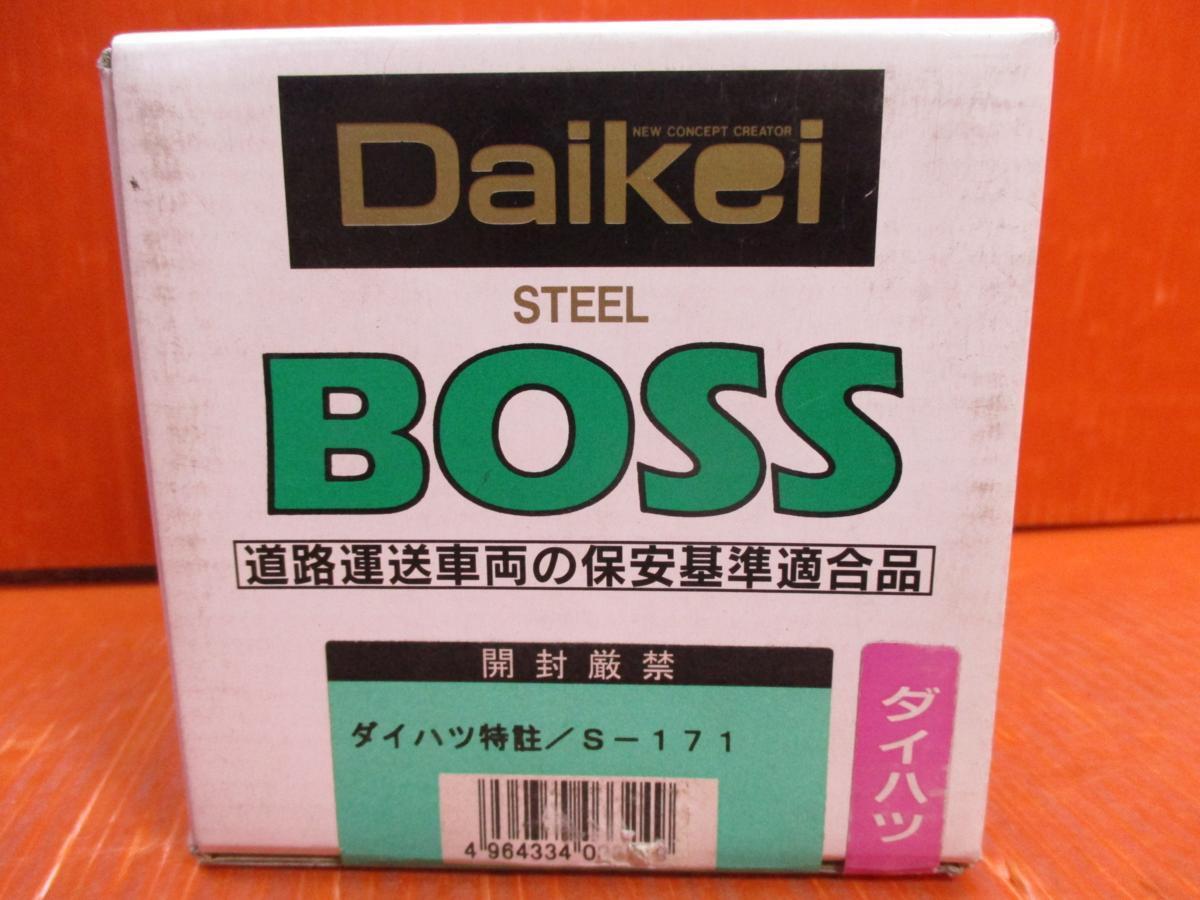 NEW CONCEPT CREATOR
Daikei
STEEL
BOSS
道路運送車両の保安基準適合品
開封厳禁
ダイハツ特註／S－171
ダイハツ
4 964334 0